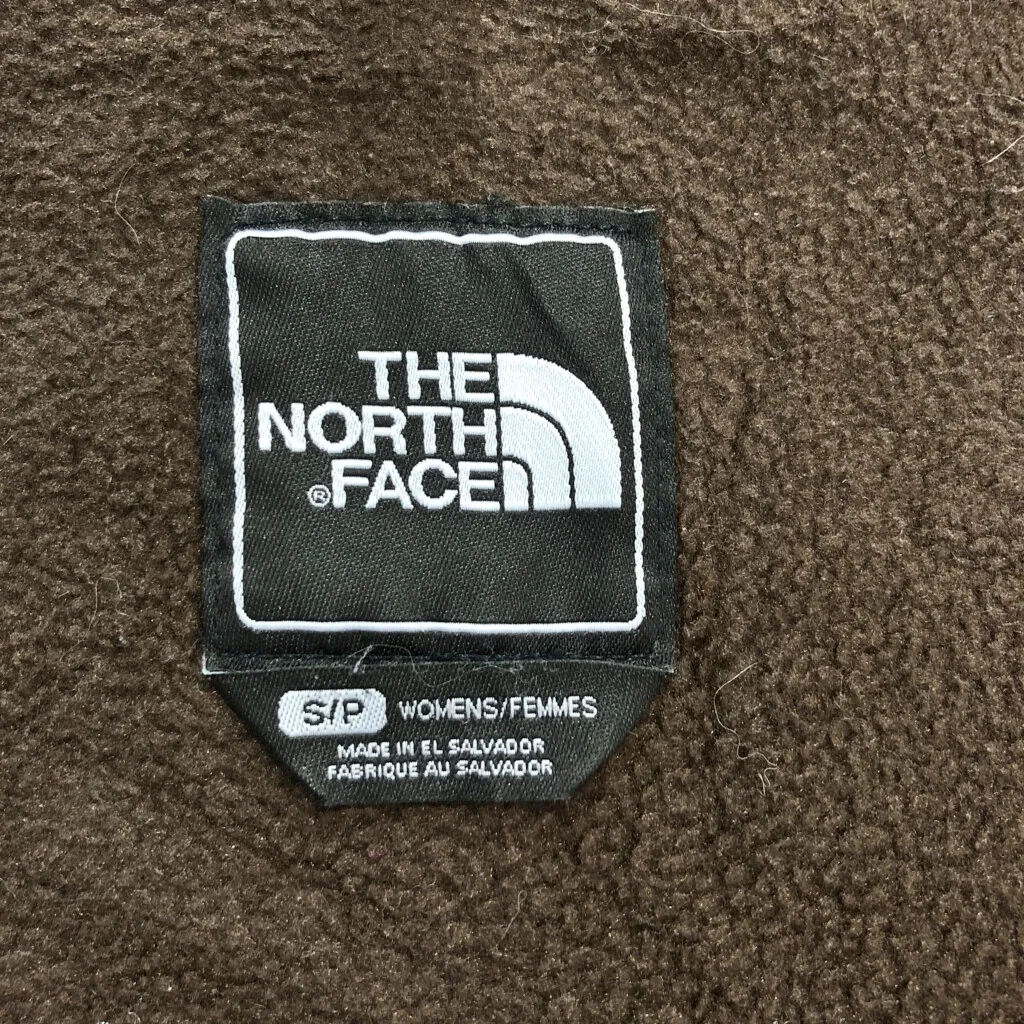 THE
NORTH
®FACE
S/P WOMENS/FEMMES
MADE IN EL SALVADOR
FABRIQUE AU SALVADOR